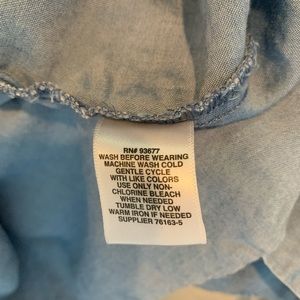 RN# 93677
WASH BEFORE WEARING
MACHINE WASH COLD
GENTLE CYCLE
WITH LIKE COLORS
USE ONLY NON-
CHLORINE BLEACH
WHEN NEEDED
TUMBLE DRY LOW
WARM IRON IF NEEDED
SUPPLIER 76163-5